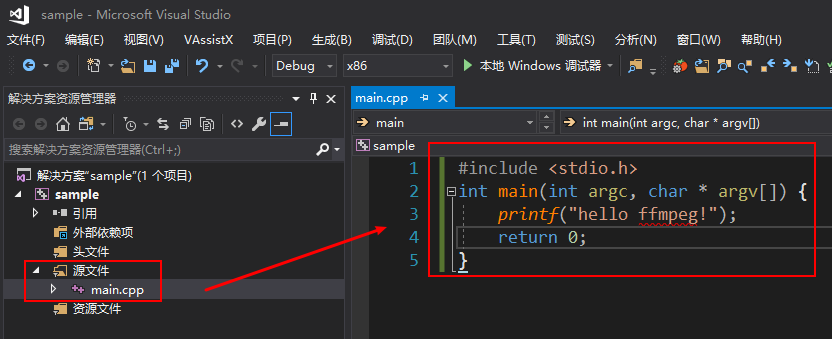 sample - Microsoft Visual Studio
文件(F) 编辑(E) 视图(V) VAssistX 项目(P) 生成(B) 调试(D) 团队(M) 工具(T) 测试(S) 分析(N) 窗口(W) 帮助(H)
Debug x86 本地 Windows 调试器
解决方案资源管理器
搜索解决方案资源管理器(Ctrl+;)
解决方案"sample"(1 个项目)
sample
引用
外部依赖项
头文件
源文件
main.cpp
资源文件
main.cpp
main int main(int argc, char * argv[])
sample
1 #include <stdio.h>
2 int main(int argc, char * argv[]) {
3 printf("hello ffmpeg!");
4 return 0;
5 }